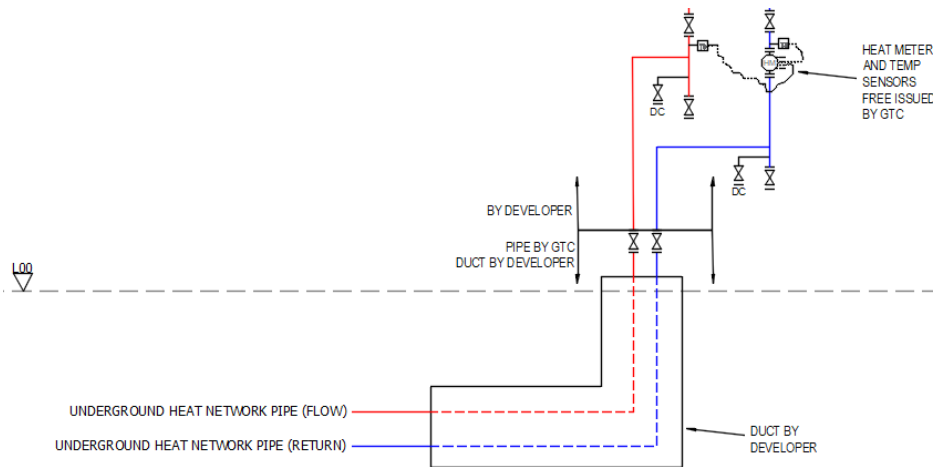 HEAT METER
AND TEMP
SENSORS
FREE ISSUED
BY GTC
HM
DC
DC
BY DEVELOPER
PIPE BY GTC
DUCT BY DEVELOPER
L00
UNDERGROUND HEAT NETWORK PIPE (FLOW)
UNDERGROUND HEAT NETWORK PIPE (RETURN)
DUCT BY
DEVELOPER